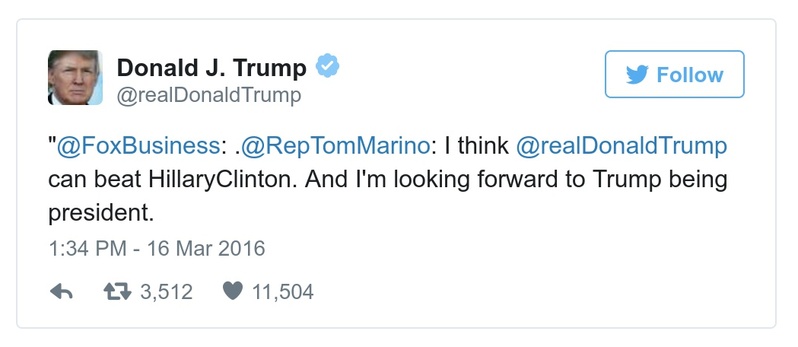 Donald J. Trump
@realDonaldTrump
Follow
"@FoxBusiness: .@RepTomMarino: I think @realDonaldTrump
can beat HillaryClinton. And I'm looking forward to Trump being
president.
1:34 PM - 16 Mar 2016
3,512 11,504